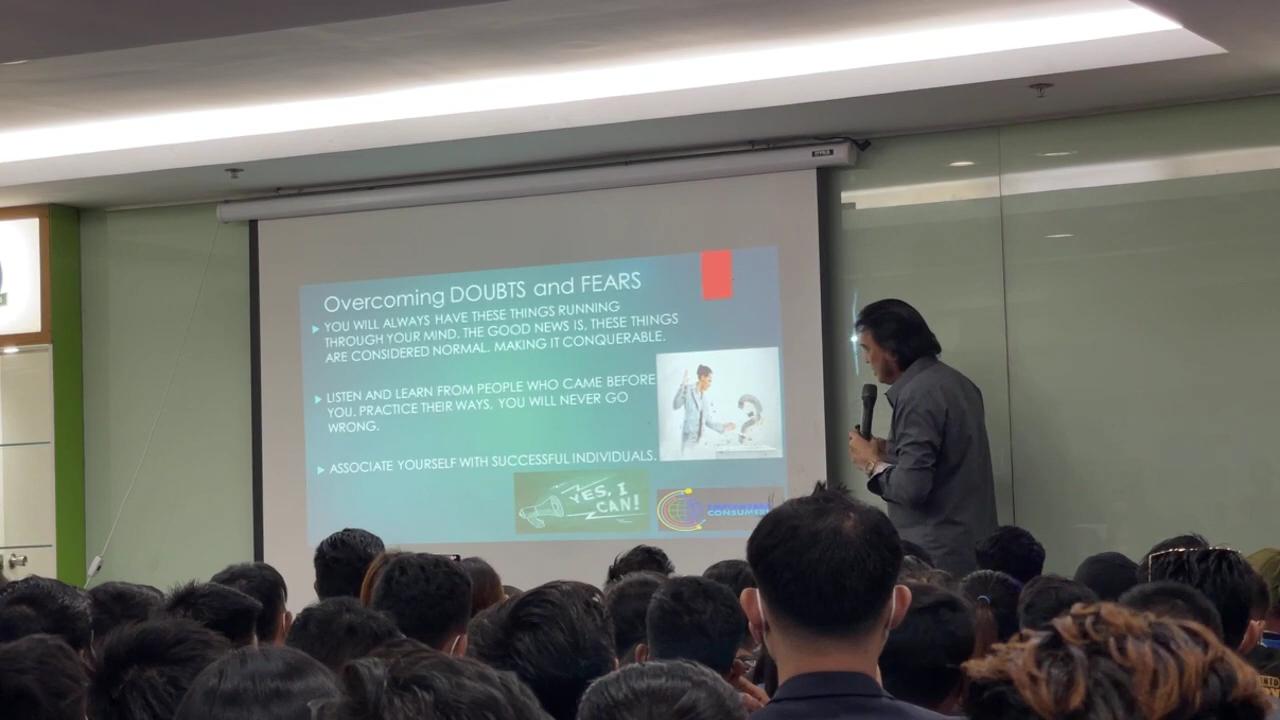 Overcoming DOUBTS and FEARS
YOU WILL ALWAYS HAVE THESE THINGS RUNNING
THROUGH YOUR MIND. THE GOOD NEWS IS, THESE THINGS
ARE CONSIDERED NORMAL. MAKING IT CONQUERABLE.
LISTEN AND LEARN FROM PEOPLE WHO CAME BEFORE
YOU. PRACTICE THEIR WAYS, YOU WILL NEVER GO
WRONG.
ASSOCIATE YOURSELF WITH SUCCESSFUL INDIVIDUALS.
YES, I
CAN!
CONSUMER